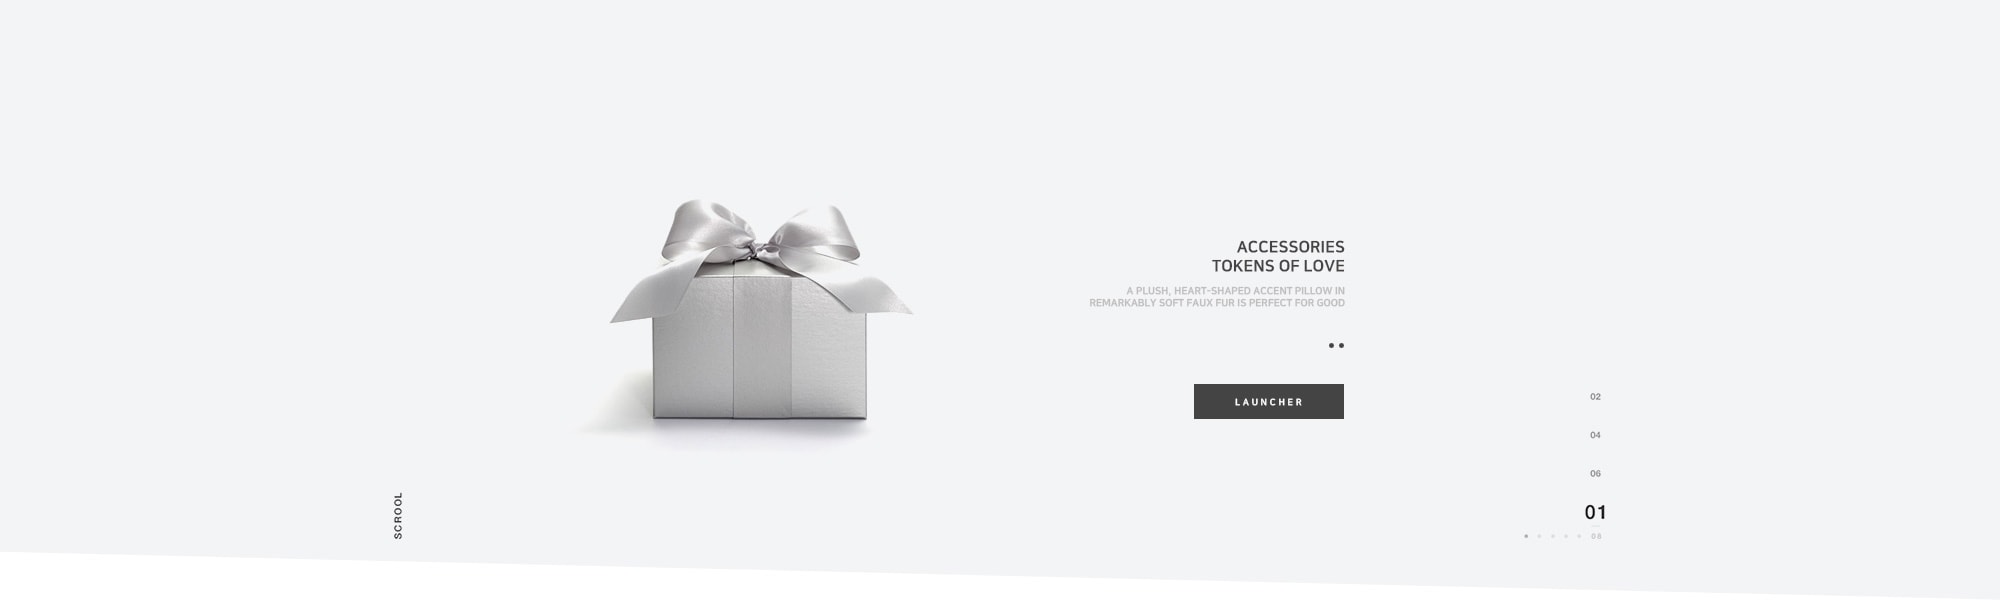 ACCESSORIES
TOKENS OF LOVE
A PLUSH, HEART-SHAPED ACCENT PILLOW IN
REMARKABLY SOFT FAUX FUR IS PERFECT FOR GOOD
LAUNCHER
02
04
06
01
08
SCROOL